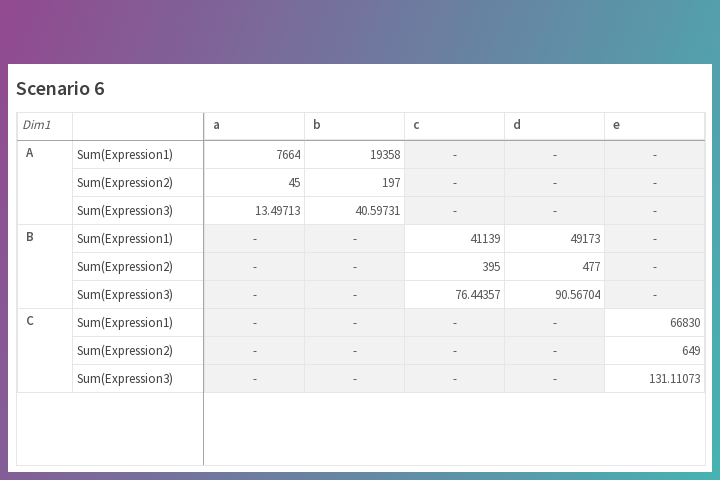 Scenario 6
Dim1 a b c d e
A Sum(Expression1) 7664 19358 - - -
Sum(Expression2) 45 197 - - -
Sum(Expression3) 13.49713 40.59731 - - -
B Sum(Expression1) - - 41139 49173 -
Sum(Expression2) - - 395 477 -
Sum(Expression3) - - 76.44357 90.56704 -
C Sum(Expression1) - - - - 66830
Sum(Expression2) - - - - 649
Sum(Expression3) - - - - 131.11073